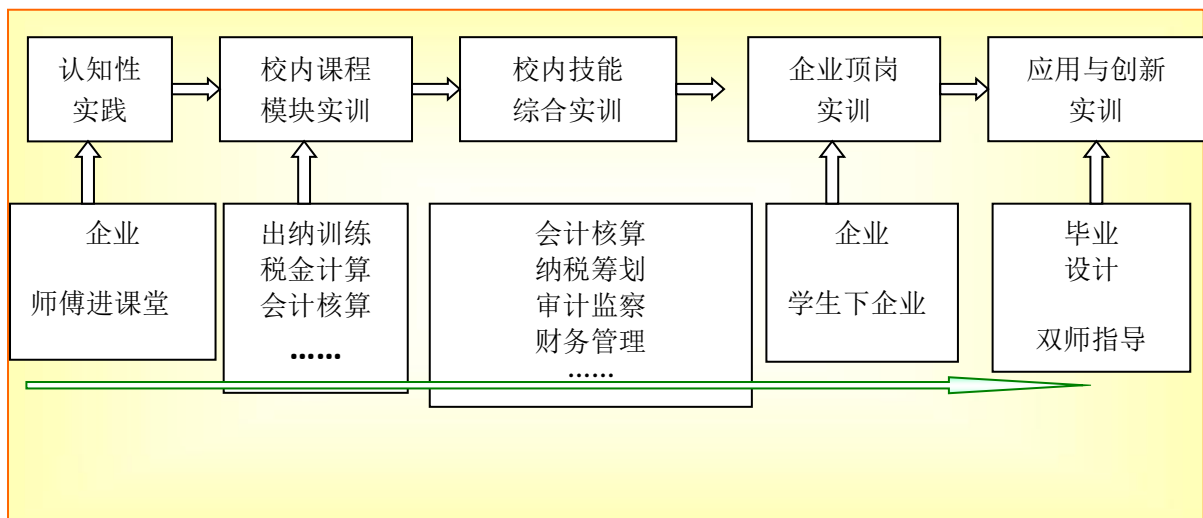 认知性
实践
校内课程
模块实训
校内技能
综合实训
企业顶岗
实训
应用与创新
实训
企业
师傅进课堂
出纳训练
税金计算
会计核算
……
会计核算
纳税筹划
审计监察
财务管理
……
企业
学生下企业
毕业
设计
双师指导